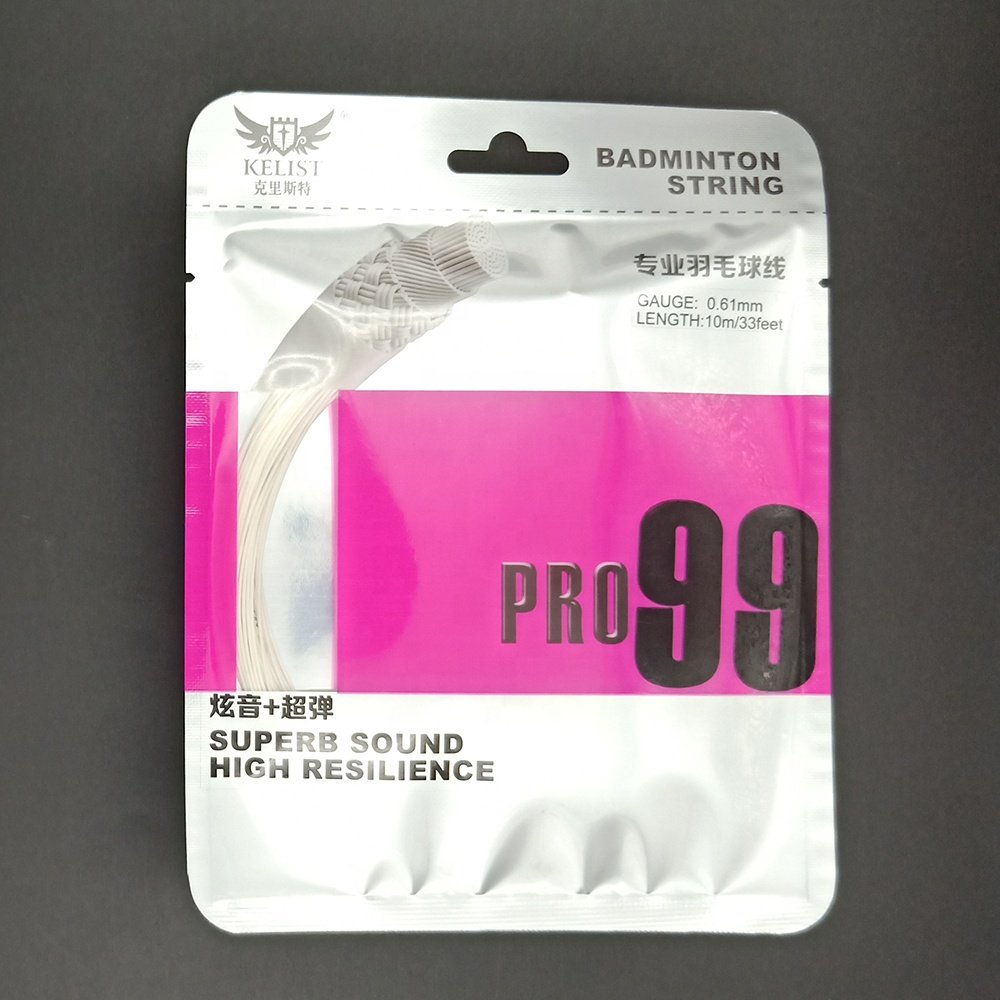 KELIST
克里斯特
BADMINTON
STRING
专业羽毛球线
GAUGE: 0.61mm
LENGTH:10m/33feet
PRO99
炫音+超弹
SUPERB SOUND
HIGH RESILIENCE